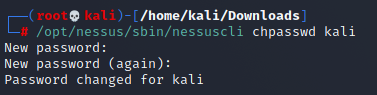 ┌──(root💀kali)-[/home/kali/Downloads]
└─# /opt/nessus/sbin/nessuscli chpasswd kali
New password:
New password (again):
Password changed for kali